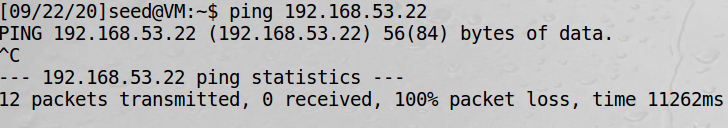 [09/22/20]seed@VM:~$ ping 192.168.53.22
PING 192.168.53.22 (192.168.53.22) 56(84) bytes of data.
^C
--- 192.168.53.22 ping statistics ---
12 packets transmitted, 0 received, 100% packet loss, time 11262ms